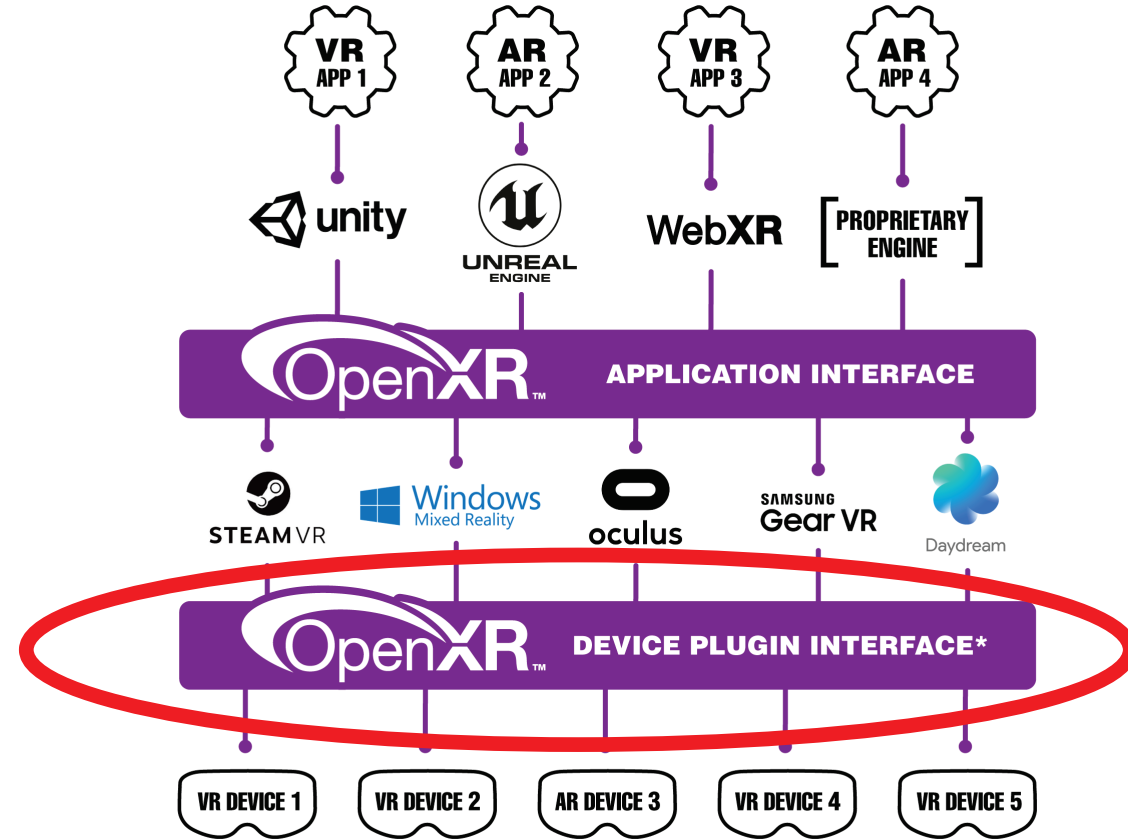 VR
APP 1
AR
APP 2
VR
APP 3
AR
APP 4
unity
UNREAL
ENGINE
WebXR
PROPRIETARY
ENGINE
OpenXR™ APPLICATION INTERFACE
STEAMVR
Windows
Mixed Reality
oculus
SAMSUNG
Gear VR
Daydream
OpenXR™ DEVICE PLUGIN INTERFACE*
VR DEVICE 1
VR DEVICE 2
AR DEVICE 3
VR DEVICE 4
VR DEVICE 5